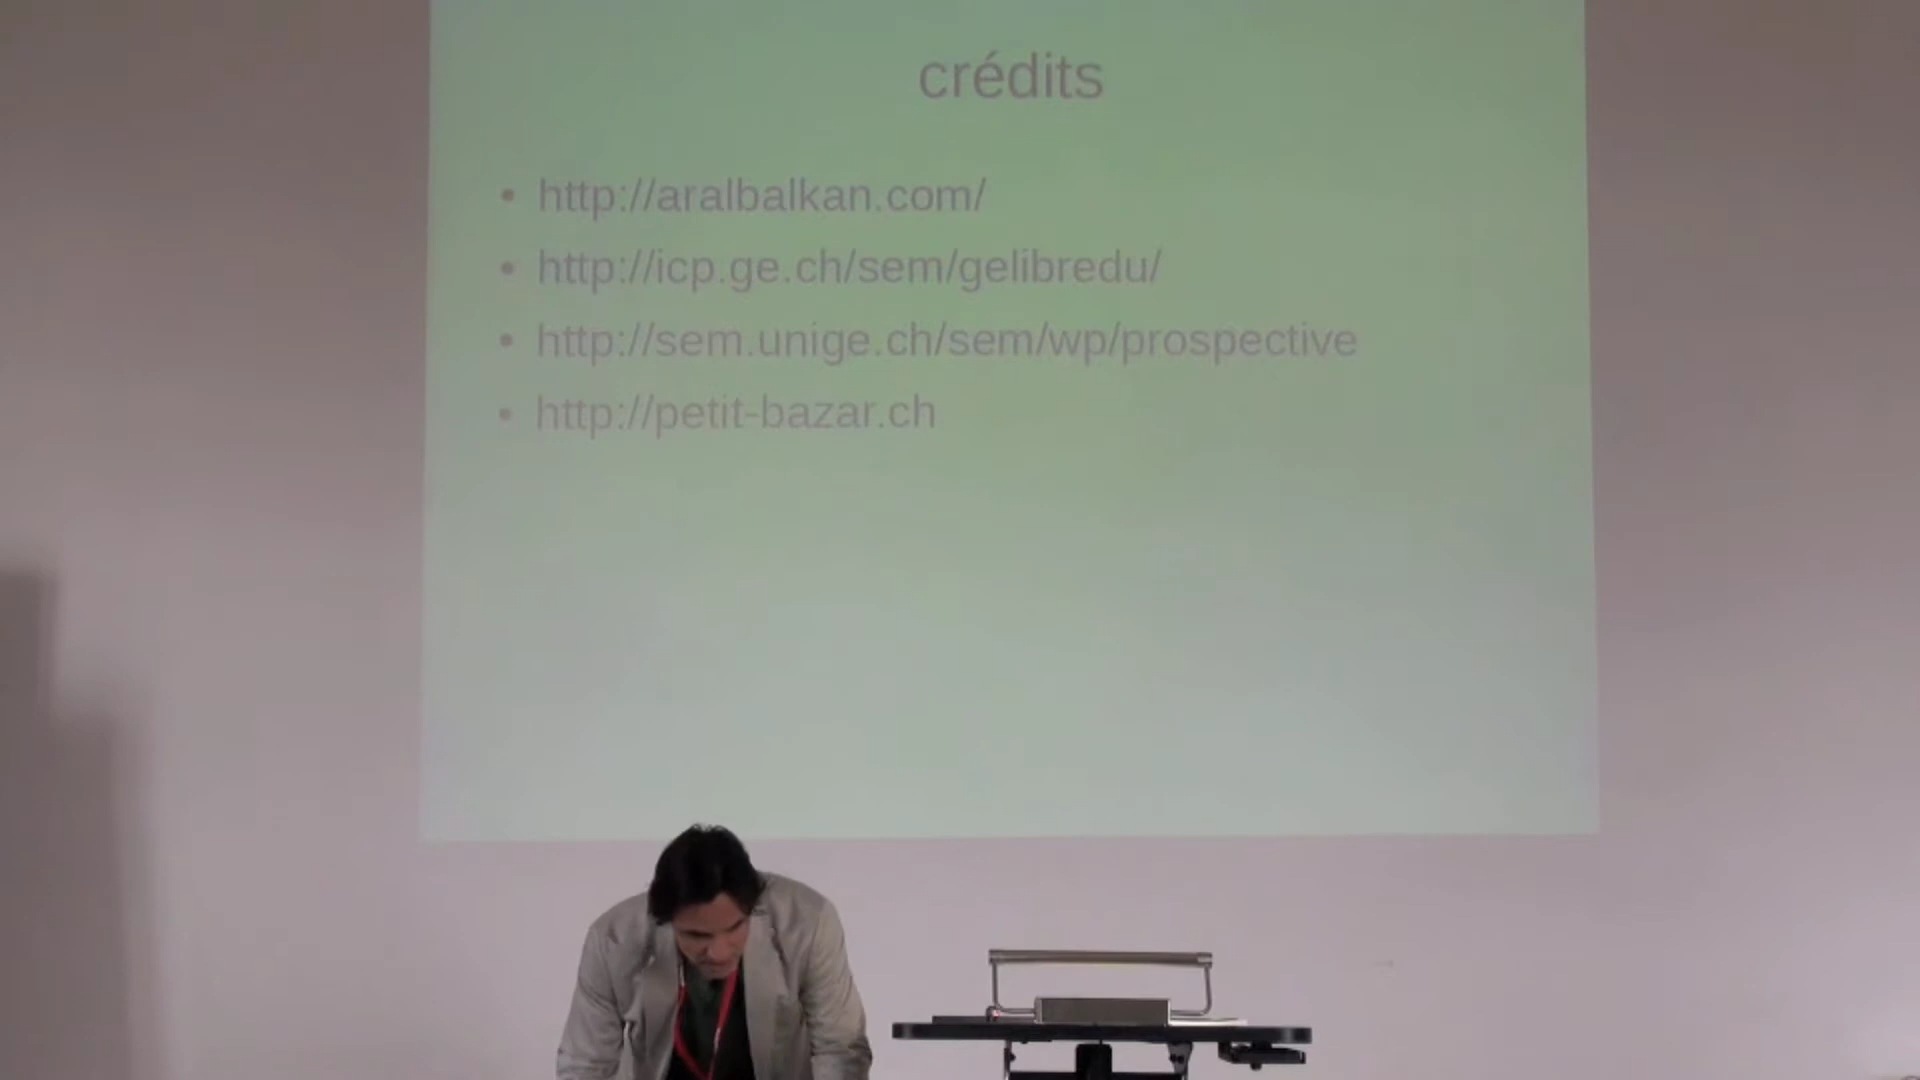 crédits
• http://aralbalkan.com/
• http://icp.ge.ch/sem/gelibredu/
• http://sem.unige.ch/sem/wp/prospective
• http://petit-bazar.ch